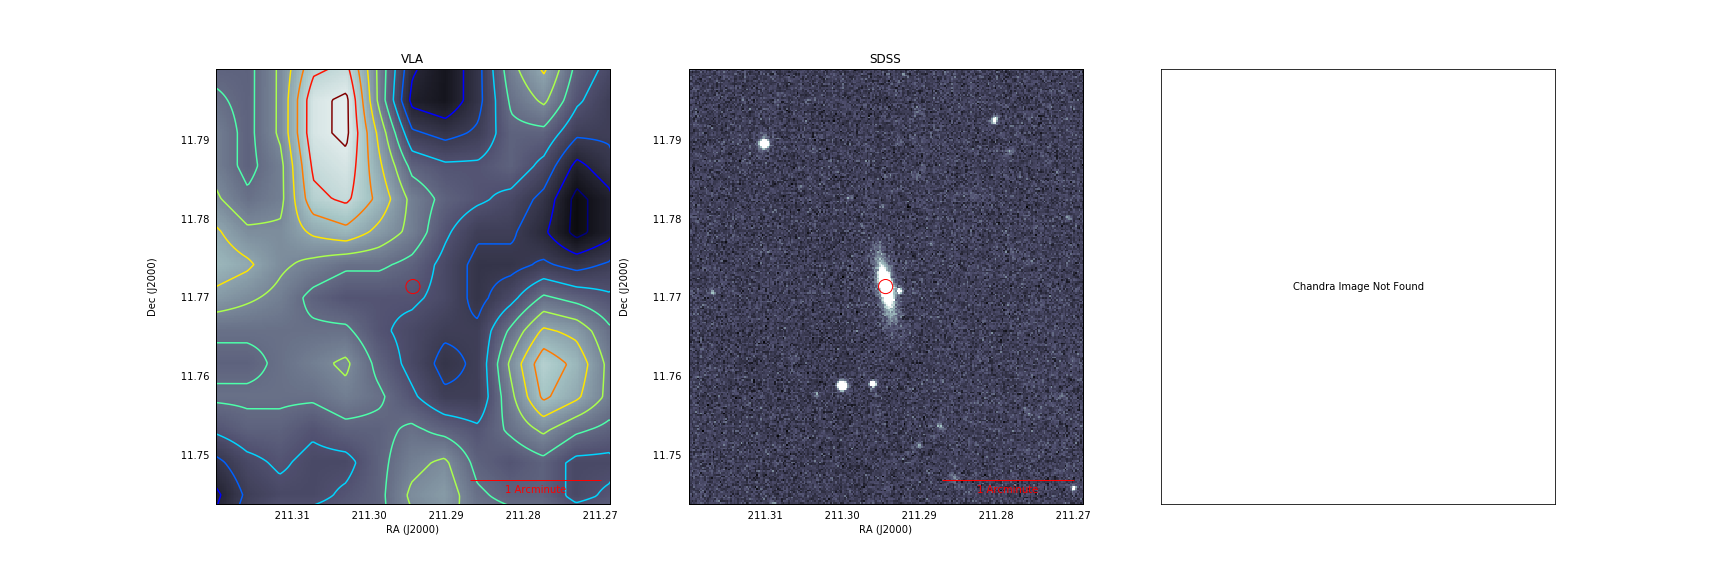 VLA
11.79
11.78
11.77
11.76
11.75
Dec (J2000)
1 Arcminute
211.31 211.30 211.29 211.28 211.27
RA (J2000)
SDSS
11.79
11.78
11.77
11.76
11.75
Dec (J2000)
1 Arcminute
211.31 211.30 211.29 211.28 211.27
RA (J2000)
Chandra Image Not Found